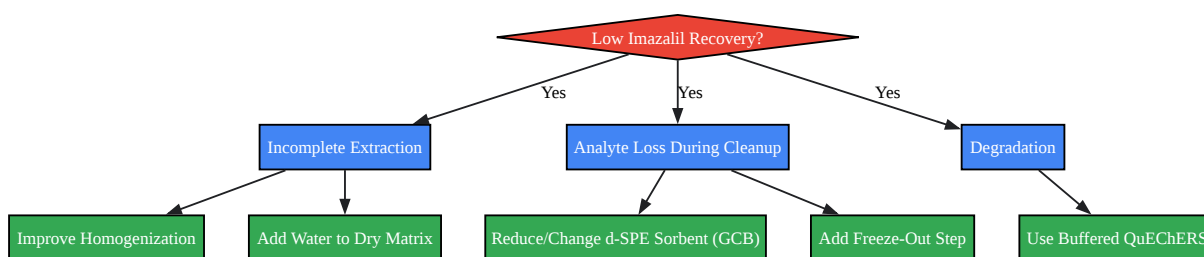 Low Imazalil Recovery?
Yes
Yes
Yes
Incomplete Extraction
Analyte Loss During Cleanup
Degradation
Improve Homogenization
Add Water to Dry Matrix
Reduce/Change d-SPE Sorbent (GCB)
Add Freeze-Out Step
Use Buffered QuEChERS